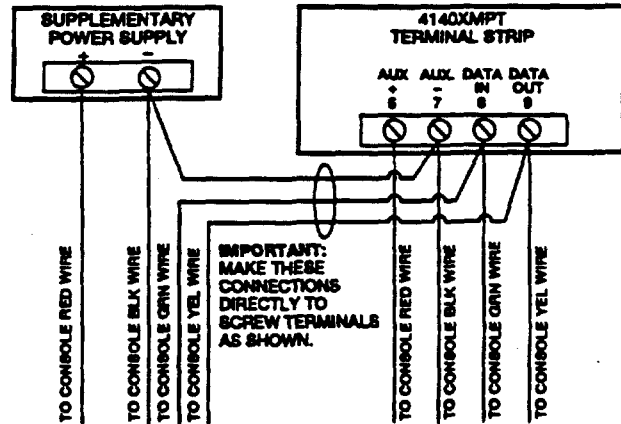 SUPPLEMENTARY
POWER SUPPLY
+ −
4140XMPT
TERMINAL STRIP
AUX AUX. DATA DATA
+ − IN OUT
6 7 8 9
TO CONSOLE RED WIRE
TO CONSOLE BLK WIRE
TO CONSOLE GRN WIRE
TO CONSOLE YEL WIRE
IMPORTANT:
MAKE THESE
CONNECTIONS
DIRECTLY TO
SCREW TERMINALS
AS SHOWN.
TO CONSOLE RED WIRE
TO CONSOLE BLK WIRE
TO CONSOLE GRN WIRE
TO CONSOLE YEL WIRE